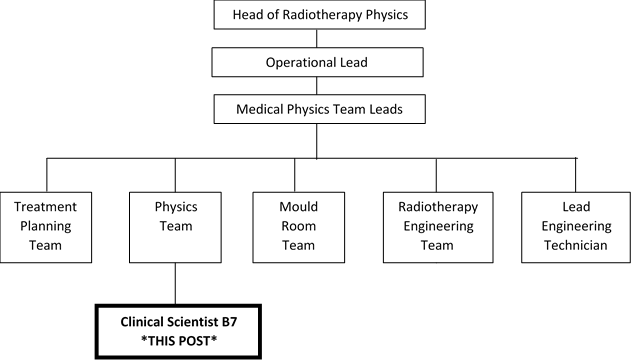 Head of Radiotherapy Physics
Operational Lead
Medical Physics Team Leads
Treatment
Planning
Team
Physics
Team
Mould
Room
Team
Radiotherapy
Engineering
Team
Lead
Engineering
Technician
Clinical Scientist B7
*THIS POST*